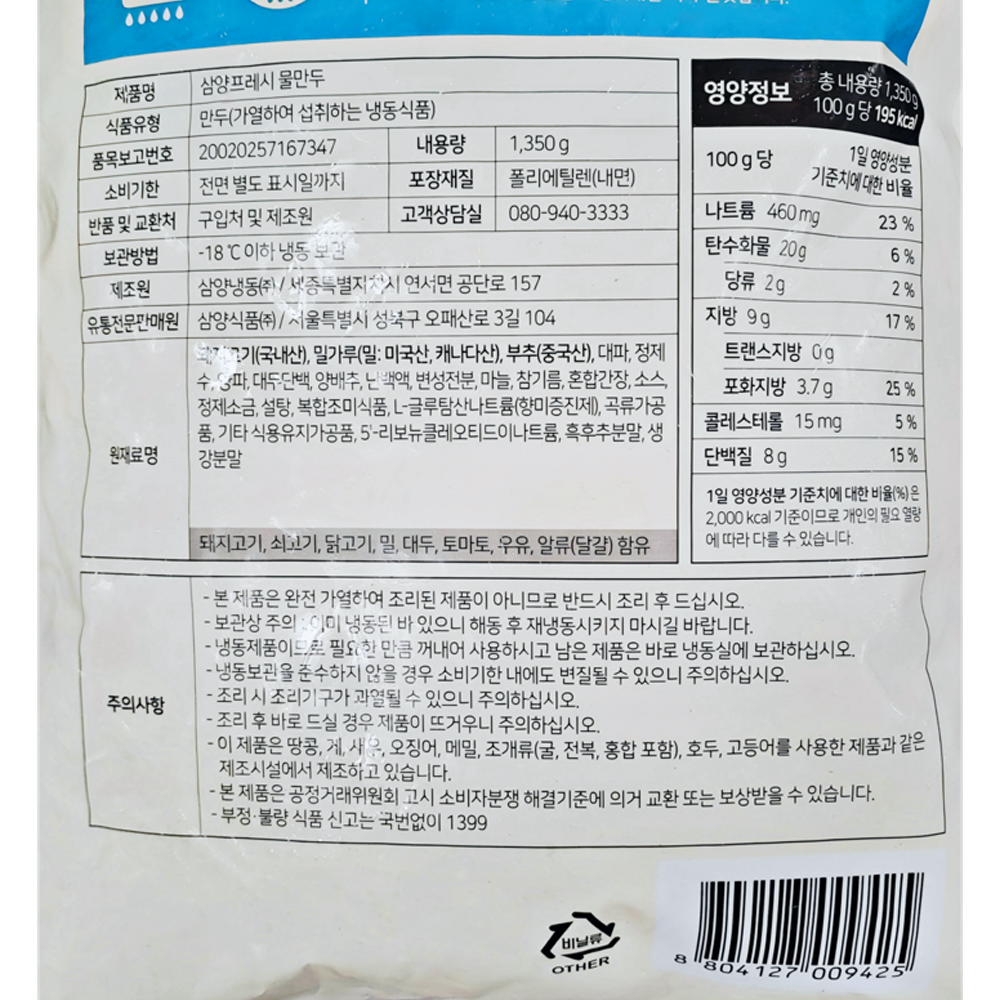 제품명 삼양프레시 물만두
식품유형 만두(가열하여 섭취하는 냉동식품)
품목보고번호 20020257167347 내용량 1,350 g
소비기한 전면 별도 표시일까지 포장재질 폴리에틸렌(내면)
반품 및 교환처 구입처 및 제조원 고객상담실 080-940-3333
보관방법 -18 ℃ 이하 냉동 보관
제조원 삼양냉동㈜ / 세종특별자치시 연서면 공단로 157
유통전문판매원 삼양식품㈜ / 서울특별시 성북구 오패산로 3길 104
원재료명
돼지고기(국내산), 밀가루(밀: 미국산, 캐나다산), 부추(중국산), 대파, 정제
수, 양파, 대두단백, 양배추, 난백액, 변성전분, 마늘, 참기름, 혼합간장, 소스,
정제소금, 설탕, 복합조미식품, L-글루탐산나트륨(향미증진제), 곡류가공
품, 기타 식용유지가공품, 5'-리보뉴클레오티드이나트륨, 흑후추분말, 생
강분말
돼지고기, 쇠고기, 닭고기, 밀, 대두, 토마토, 우유, 알류(달걀) 함유
영양정보 총 내용량 1,350 g
100 g 당 195 kcal
100 g 당 1일 영양성분
기준치에 대한 비율
나트륨 460 mg 23 %
탄수화물 20 g 6 %
당류 2 g 2 %
지방 9 g 17 %
트랜스지방 0 g
포화지방 3.7 g 25 %
콜레스테롤 15 mg 5 %
단백질 8 g 15 %
1일 영양성분 기준치에 대한 비율(%)은
2,000 kcal 기준이므로 개인의 필요 열량
에 따라 다를 수 있습니다.
주의사항
- 본 제품은 완전 가열하여 조리된 제품이 아니므로 반드시 조리 후 드십시오.
- 보관상 주의 : 이미 냉동된 바 있으니 해동 후 재냉동시키지 마시길 바랍니다.
- 냉동제품이므로 필요한 만큼 꺼내어 사용하시고 남은 제품은 바로 냉동실에 보관하십시오.
- 냉동보관을 준수하지 않을 경우 소비기한 내에도 변질될 수 있으니 주의하십시오.
- 조리 시 조리기구가 과열될 수 있으니 주의하십시오.
- 조리 후 바로 드실 경우 제품이 뜨거우니 주의하십시오.
- 이 제품은 땅콩, 게, 새우, 오징어, 메밀, 조개류(굴, 전복, 홍합 포함), 호두, 고등어를 사용한 제품과 같은
제조시설에서 제조하고 있습니다.
- 본 제품은 공정거래위원회 고시 소비자분쟁 해결기준에 의거 교환 또는 보상받을 수 있습니다.
- 부정·불량 식품 신고는 국번없이 1399
비닐류
OTHER
8 804127 009425